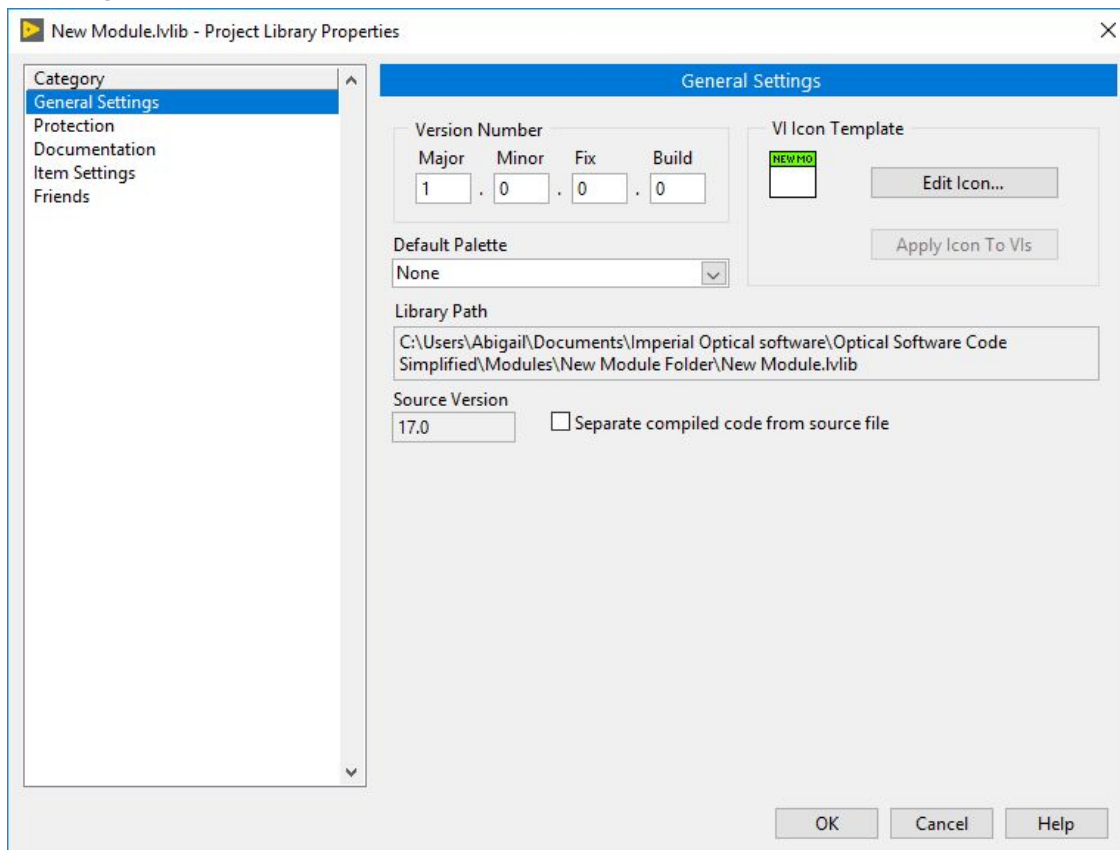 New Module.lvlib - Project Library Properties
Category
General Settings
Protection
Documentation
Item Settings
Friends
General Settings
Version Number
Major Minor Fix Build
1 . 0 . 0 . 0
VI Icon Template
NEW MO
Edit Icon...
Apply Icon To VIs
Default Palette
None
Library Path
C:\Users\Abigail\Documents\Imperial Optical software\Optical Software Code
Simplified\Modules\New Module Folder\New Module.lvlib
Source Version
17.0
Separate compiled code from source file
OK Cancel Help